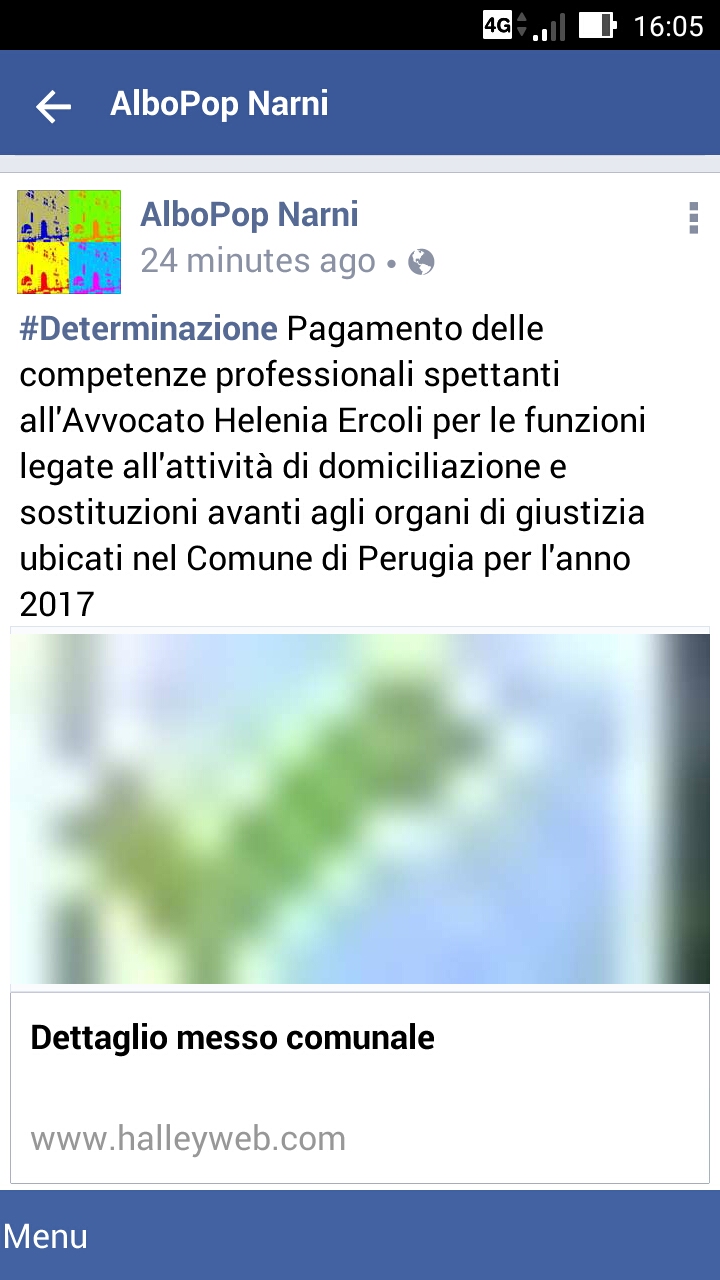 4G 16:05
AlboPop Narni
AlboPop Narni
24 minutes ago •
#Determinazione Pagamento delle
competenze professionali spettanti
all'Avvocato Helenia Ercoli per le funzioni
legate all'attività di domiciliazione e
sostituzioni avanti agli organi di giustizia
ubicati nel Comune di Perugia per l'anno
2017
Dettaglio messo comunale
www.halleyweb.com
Menu